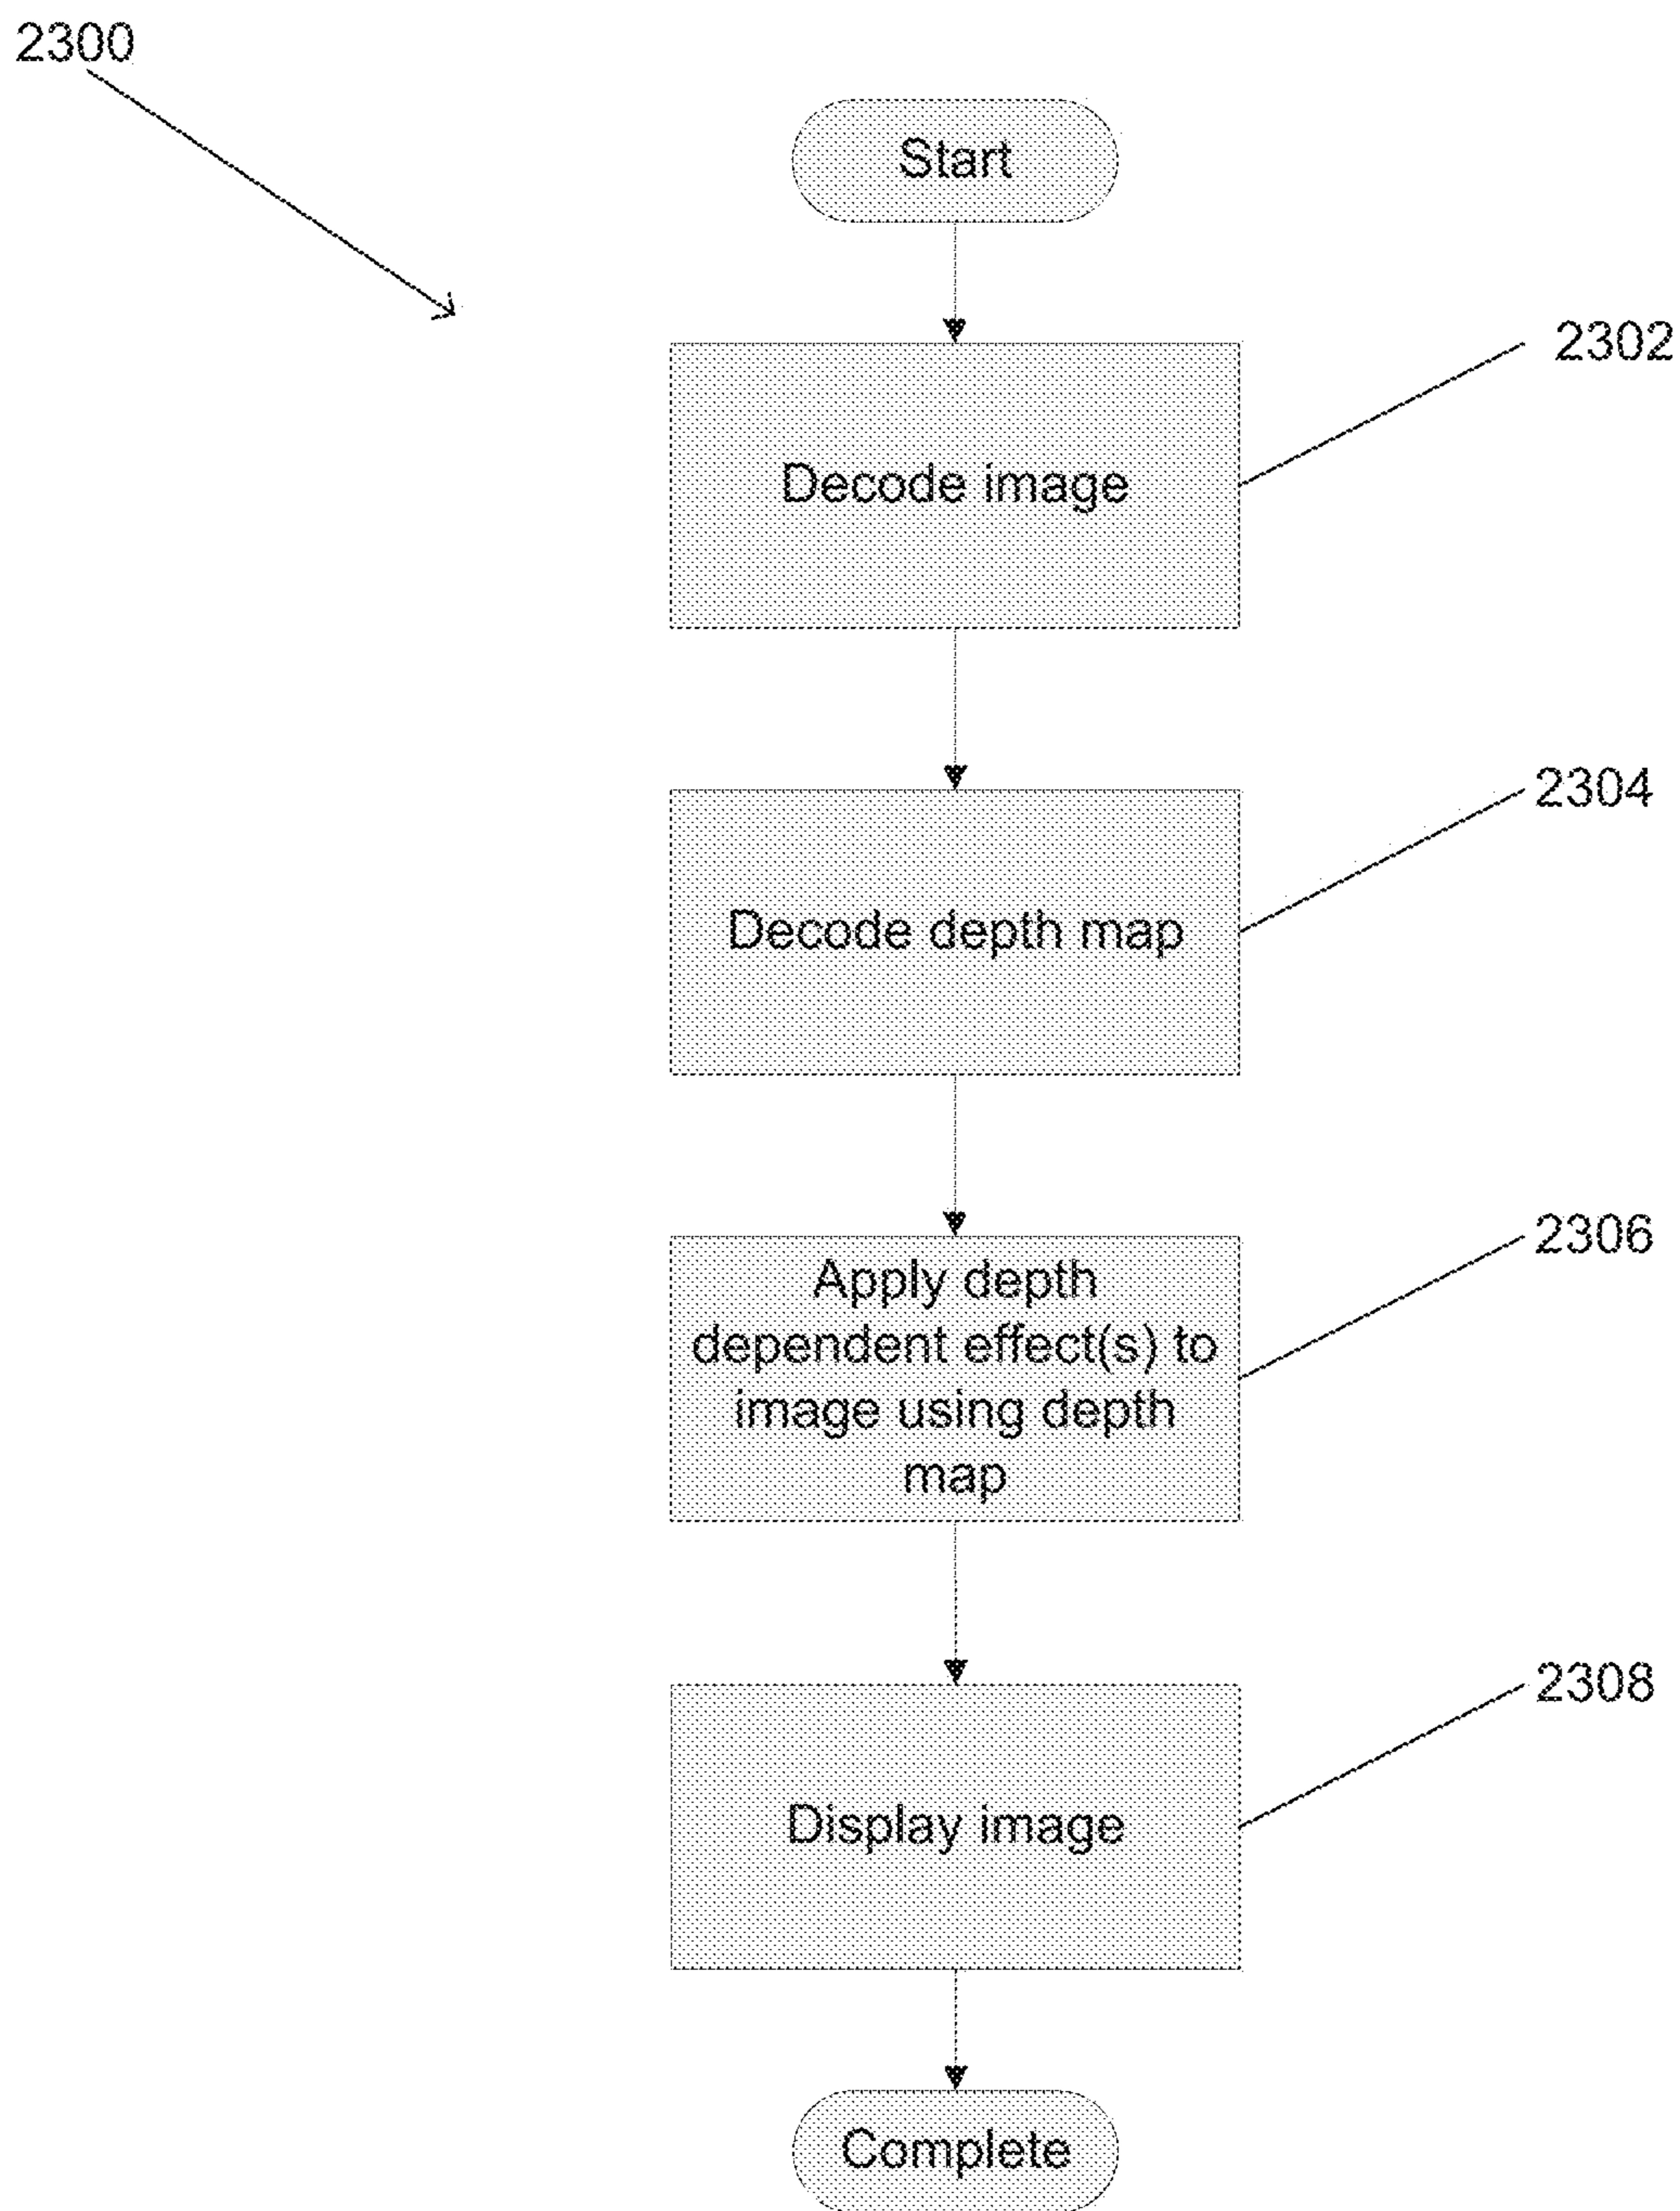 2300
Start
2302
Decode image
2304
Decode depth map
2306
Apply depth
dependent effect(s) to
image using depth
map
2308
Display image
Complete